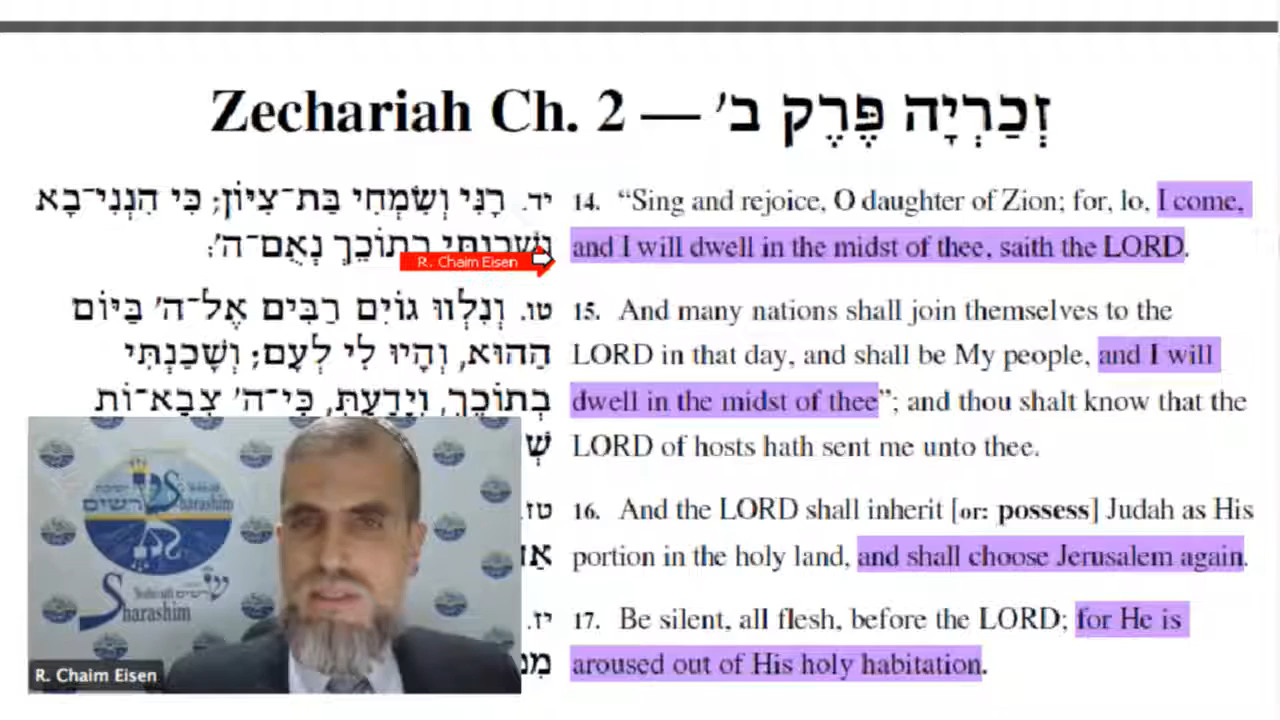 Zechariah Ch. 2 — זְכַרְיָה פֶּרֶק ב׳
יד. רָנִּי וְשִׂמְחִי בַּת־צִיּוֹן; כִּי הִנְנִי־בָא
בְתוֹכֵךְ נְאֻם־ה׳:
R. Chaim Eisen
14. “Sing and rejoice, O daughter of Zion; for, lo, I come,
and I will dwell in the midst of thee, saith the LORD.
טו. וְנִלְווּ גוֹיִם רַבִּים אֶל־ה׳ בַּיּוֹם
הַהוּא, וְהָיוּ לִי לְעָם; וְשָׁכַנְתִּי
בְתוֹכֵךְ, וְיָדַעַתְּ, כִּי־ה׳ צְבָא־וֹת
15. And many nations shall join themselves to the
LORD in that day, and shall be My people, and I will
dwell in the midst of thee”; and thou shalt know that the
LORD of hosts hath sent me unto thee.
טז
16. And the LORD shall inherit [or: possess] Judah as His
portion in the holy land, and shall choose Jerusalem again.
יז.
17. Be silent, all flesh, before the LORD; for He is
aroused out of His holy habitation.
שרשים
Sharashim
Sharashim
R. Chaim Eisen